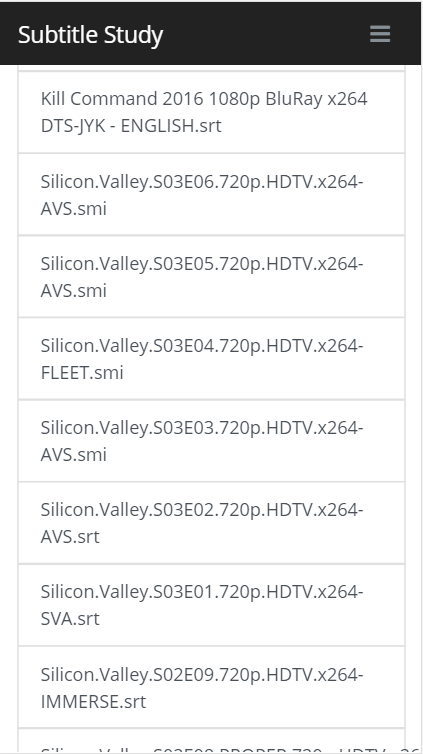 Subtitle Study
Kill Command 2016 1080p BluRay x264
DTS-JYK - ENGLISH.srt
Silicon.Valley.S03E06.720p.HDTV.x264-
AVS.smi
Silicon.Valley.S03E05.720p.HDTV.x264-
AVS.smi
Silicon.Valley.S03E04.720p.HDTV.x264-
FLEET.smi
Silicon.Valley.S03E03.720p.HDTV.x264-
AVS.smi
Silicon.Valley.S03E02.720p.HDTV.x264-
AVS.srt
Silicon.Valley.S03E01.720p.HDTV.x264-
SVA.srt
Silicon.Valley.S02E09.720p.HDTV.x264-
IMMERSE.srt